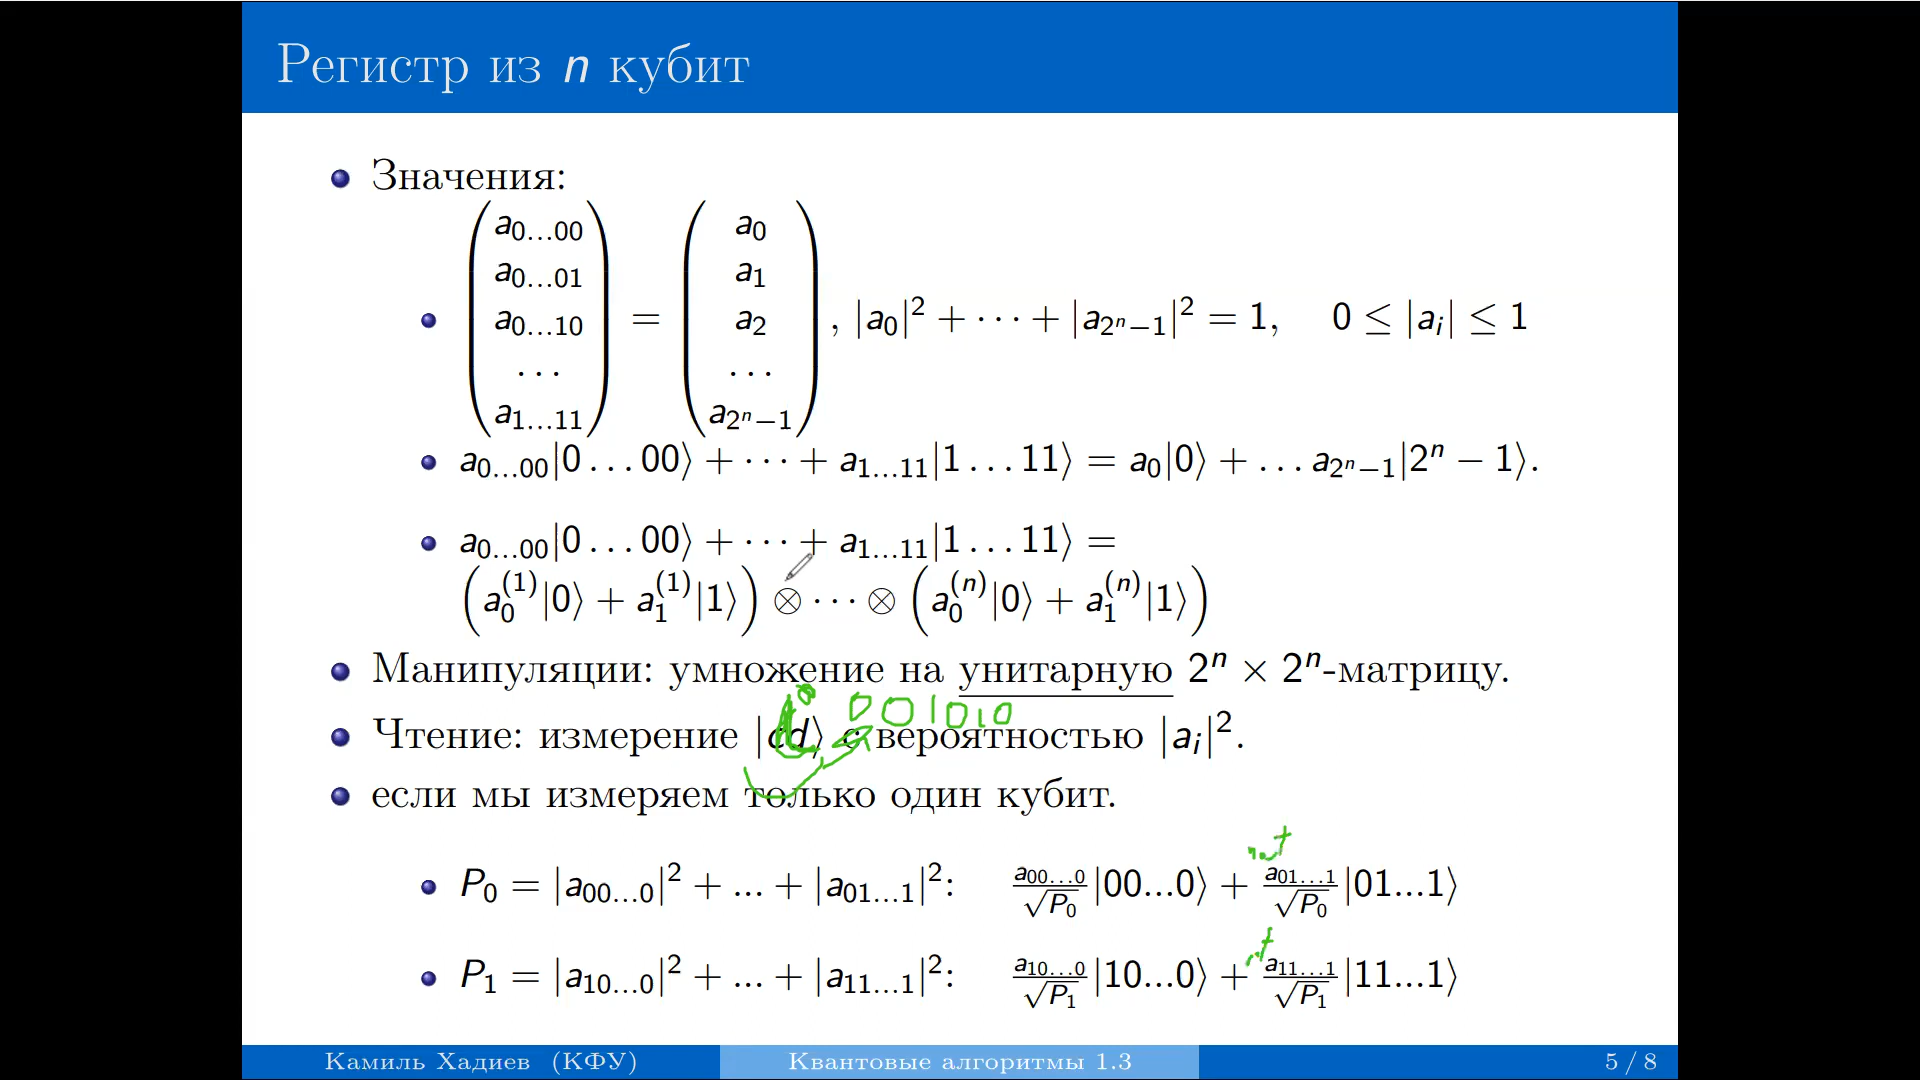 Регистр из n кубит
Значения:
(a_{0...00} a_{0...01} a_{0...10} ... a_{1...11}) = (a_0 a_1 a_2 ... a_{2^n−1}), |a_0|^2 + ··· + |a_{2^n−1}|^2 = 1, 0 ≤ |a_i| ≤ 1
a_{0...00}|0...00⟩ + ··· + a_{1...11}|1...11⟩ = a_0|0⟩ + ... a_{2^n−1}|2^n − 1⟩.
a_{0...00}|0...00⟩ + ··· + a_{1...11}|1...11⟩ =
(a_0^{(1)}|0⟩ + a_1^{(1)}|1⟩) ⊗ ··· ⊗ (a_0^{(n)}|0⟩ + a_1^{(n)}|1⟩)
Манипуляции: умножение на унитарную 2^n × 2^n-матрицу.
001010
Чтение: измерение |cd⟩ с вероятностью |a_i|^2.
если мы измеряем только один кубит.
P_0 = |a_{00...0}|^2 + ... + |a_{01...1}|^2: a_{00...0}/√P_0 |00...0⟩ + a_{01...1}/√P_0 |01...1⟩
P_1 = |a_{10...0}|^2 + ... + |a_{11...1}|^2: a_{10...0}/√P_1 |10...0⟩ + a_{11...1}/√P_1 |11...1⟩
Камиль Хадиев (КФУ) Квантовые алгоритмы 1.3 5 / 8